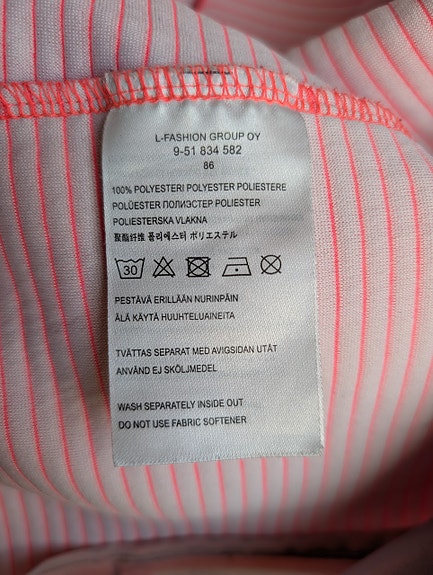 L-FASHION GROUP OY
9-51 834 582
86
100% POLYESTERI POLYESTER POLIESTERE
POLÜESTER ПОЛИЭСТЕР POLIESTER
POLIESTERSKA VLAKNA
聚酯纤维 폴리에스터 ポリエステル
30
PESTÄVÄ ERILLÄÄN NURINPÄIN
ÄLÄ KÄYTÄ HUUHTELUAINEITA
TVÄTTAS SEPARAT MED AVIGSIDAN UTÅT
ANVÄND EJ SKÖLJMEDEL
WASH SEPARATELY INSIDE OUT
DO NOT USE FABRIC SOFTENER